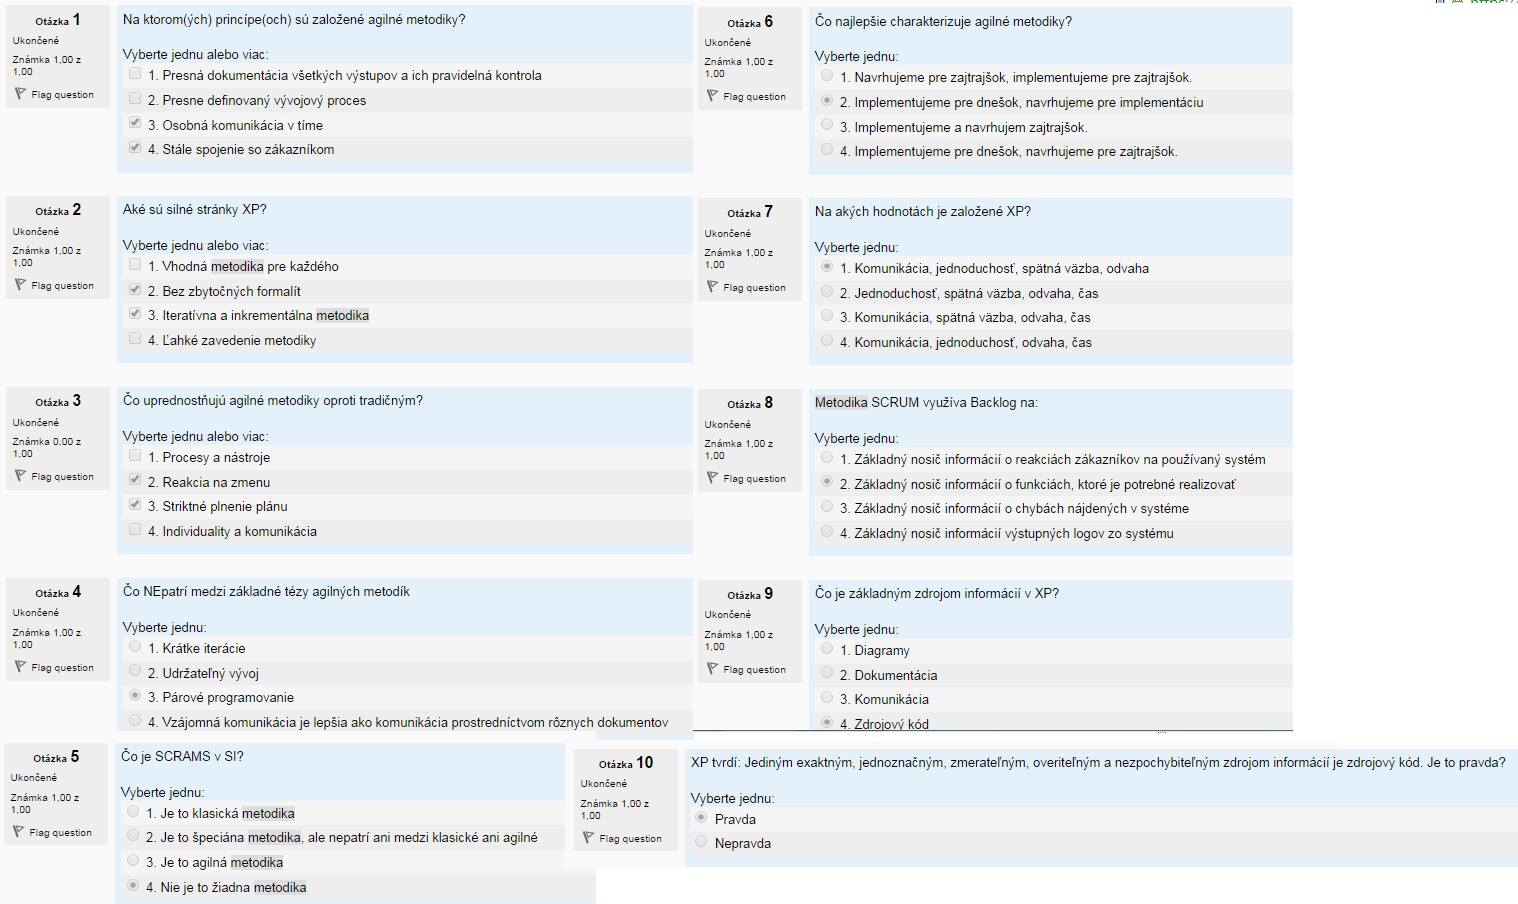 Otázka 1
Ukončené
Známka 1,00 z
1,00
Flag question
Na ktorom(ých) princípe(och) sú založené agilné metodiky?
Vyberte jednu alebo viac:
1. Presná dokumentácia všetkých výstupov a ich pravidelná kontrola
2. Presne definovaný vývojový proces
3. Osobná komunikácia v tíme
4. Stále spojenie so zákazníkom
Otázka 2
Ukončené
Známka 1,00 z
1,00
Flag question
Aké sú silné stránky XP?
Vyberte jednu alebo viac:
1. Vhodná metodika pre každého
2. Bez zbytočných formalít
3. Iteratívna a inkrementálna metodika
4. Ľahké zavedenie metodiky
Otázka 3
Ukončené
Známka 0,00 z
1,00
Flag question
Čo uprednostňujú agilné metodiky oproti tradičným?
Vyberte jednu alebo viac:
1. Procesy a nástroje
2. Reakcia na zmenu
3. Striktné plnenie plánu
4. Individuality a komunikácia
Otázka 4
Ukončené
Známka 1,00 z
1,00
Flag question
Čo NEpatrí medzi základné tézy agilných metodík
Vyberte jednu:
1. Krátke iterácie
2. Udržateľný vývoj
3. Párové programovanie
4. Vzájomná komunikácia je lepšia ako komunikácia prostredníctvom rôznych dokumentov
Otázka 5
Ukončené
Známka 1,00 z
1,00
Flag question
Čo je SCRAMS v SI?
Vyberte jednu:
1. Je to klasická metodika
2. Je to špeciána metodika, ale nepatrí ani medzi klasické ani agilné
3. Je to agilná metodika
4. Nie je to žiadna metodika
Otázka 6
Ukončené
Známka 1,00 z
1,00
Flag question
Čo najlepšie charakterizuje agilné metodiky?
Vyberte jednu:
1. Navrhujeme pre zajtrajšok, implementujeme pre zajtrajšok.
2. Implementujeme pre dnešok, navrhujeme pre implementáciu
3. Implementujeme a navrhujem zajtrajšok.
4. Implementujeme pre dnešok, navrhujeme pre zajtrajšok.
Otázka 7
Ukončené
Známka 1,00 z
1,00
Flag question
Na akých hodnotách je založené XP?
Vyberte jednu:
1. Komunikácia, jednoduchosť, spätná väzba, odvaha
2. Jednoduchosť, spätná väzba, odvaha, čas
3. Komunikácia, spätná väzba, odvaha, čas
4. Komunikácia, jednoduchosť, odvaha, čas
Otázka 8
Ukončené
Známka 1,00 z
1,00
Flag question
Metodika SCRUM využíva Backlog na:
Vyberte jednu:
1. Základný nosič informácií o reakciách zákazníkov na používaný systém
2. Základný nosič informácií o funkciách, ktoré je potrebné realizovať
3. Základný nosič informácií o chybách nájdených v systéme
4. Základný nosič informácií výstupných logov zo systému
Otázka 9
Ukončené
Známka 1,00 z
1,00
Flag question
Čo je základným zdrojom informácií v XP?
Vyberte jednu:
1. Diagramy
2. Dokumentácia
3. Komunikácia
4. Zdrojový kód
Otázka 10
Ukončené
Známka 1,00 z
1,00
Flag question
XP tvrdí: Jediným exaktným, jednoznačným, zmerateľným, overiteľným a nezpochybiteľným zdrojom informácií je zdrojový kód. Je to pravda?
Vyberte jednu:
Pravda
Nepravda